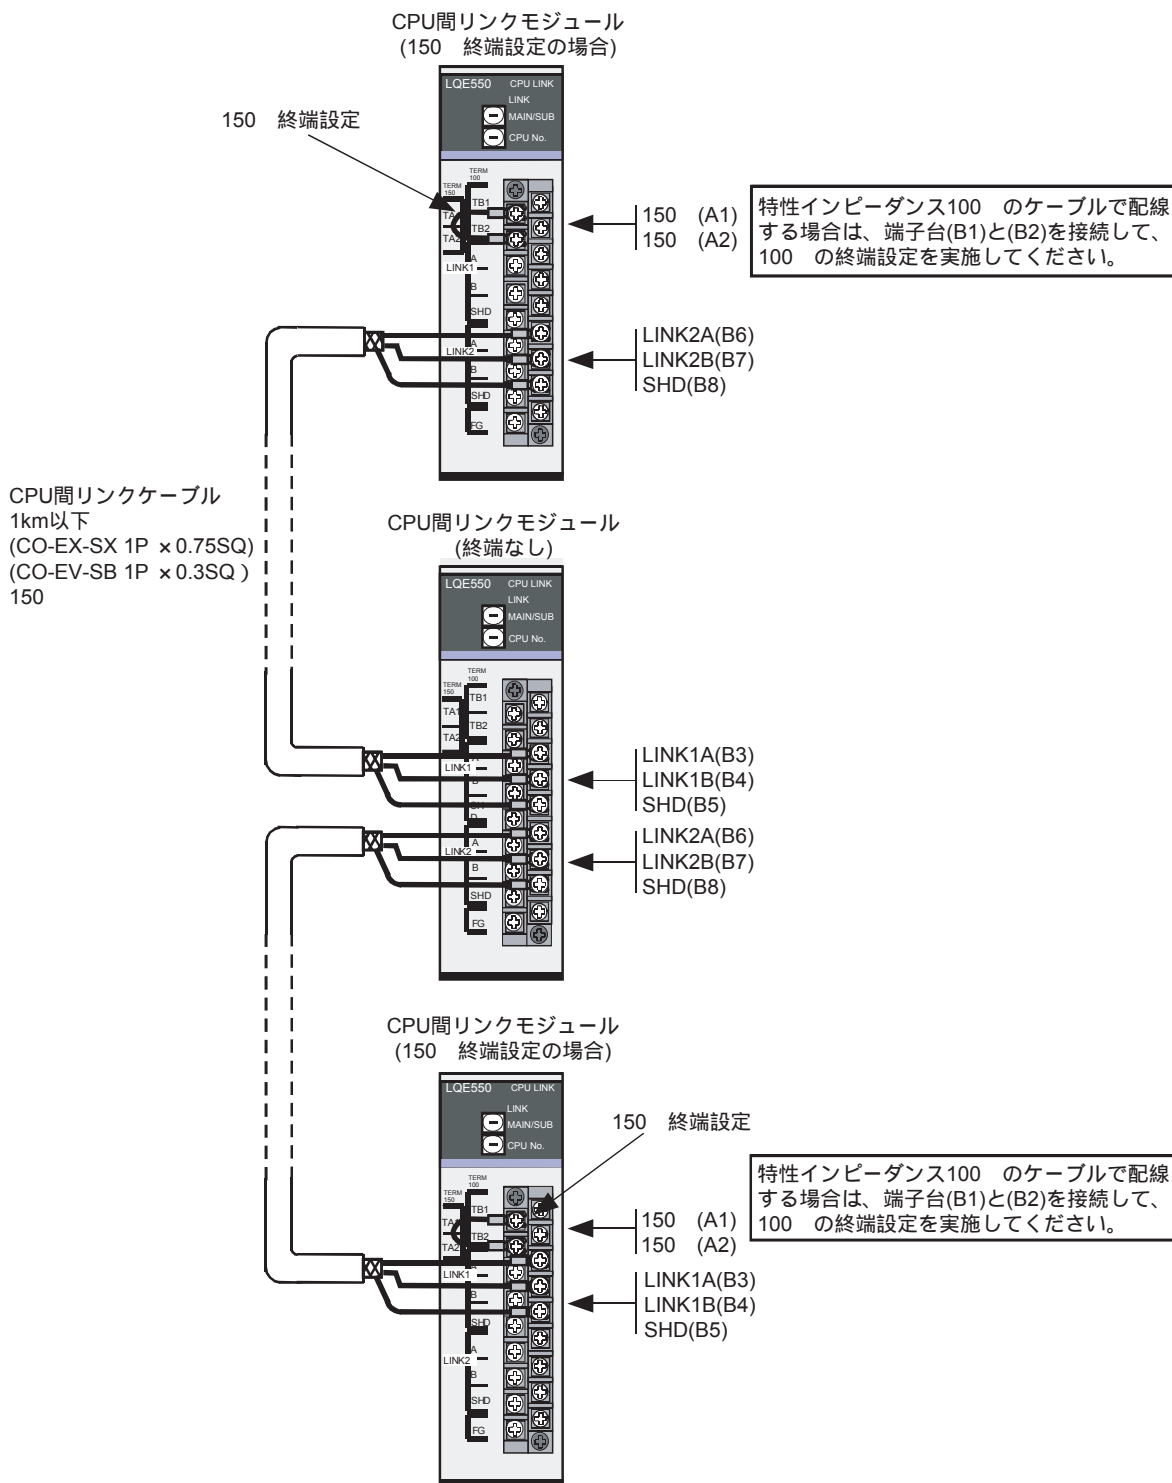 CPU間リンクモジュール
(150　終端設定の場合)
LQE550 CPU LINK
LINK
MAIN/SUB
CPU No.
150　終端設定
TERM
100
TERM
150
TB1
TA1
TB2
TA2
A
LINK1
B
SHD
A
LINK2
B
SHD
FG
150　(A1)
150　(A2)
特性インピーダンス100　のケーブルで配線
する場合は、端子台(B1)と(B2)を接続して、
100　の終端設定を実施してください。
LINK2A(B6)
LINK2B(B7)
SHD(B8)
CPU間リンクケーブル
1km以下
(CO-EX-SX 1P ×0.75SQ)
(CO-EV-SB 1P ×0.3SQ）
150
CPU間リンクモジュール
(終端なし)
LQE550 CPU LINK
LINK
MAIN/SUB
CPU No.
TERM
100
TERM
150
TB1
TA1
TB2
TA2
A
LINK1
B
SHD
A
LINK2
B
SHD
FG
LINK1A(B3)
LINK1B(B4)
SHD(B5)
LINK2A(B6)
LINK2B(B7)
SHD(B8)
CPU間リンクモジュール
(150　終端設定の場合)
LQE550 CPU LINK
LINK
MAIN/SUB
CPU No.
150　終端設定
TERM
100
TERM
150
TB1
TA1
TB2
TA2
A
LINK1
B
SHD
A
LINK2
B
SHD
FG
150　(A1)
150　(A2)
特性インピーダンス100　のケーブルで配線
する場合は、端子台(B1)と(B2)を接続して、
100　の終端設定を実施してください。
LINK1A(B3)
LINK1B(B4)
SHD(B5)